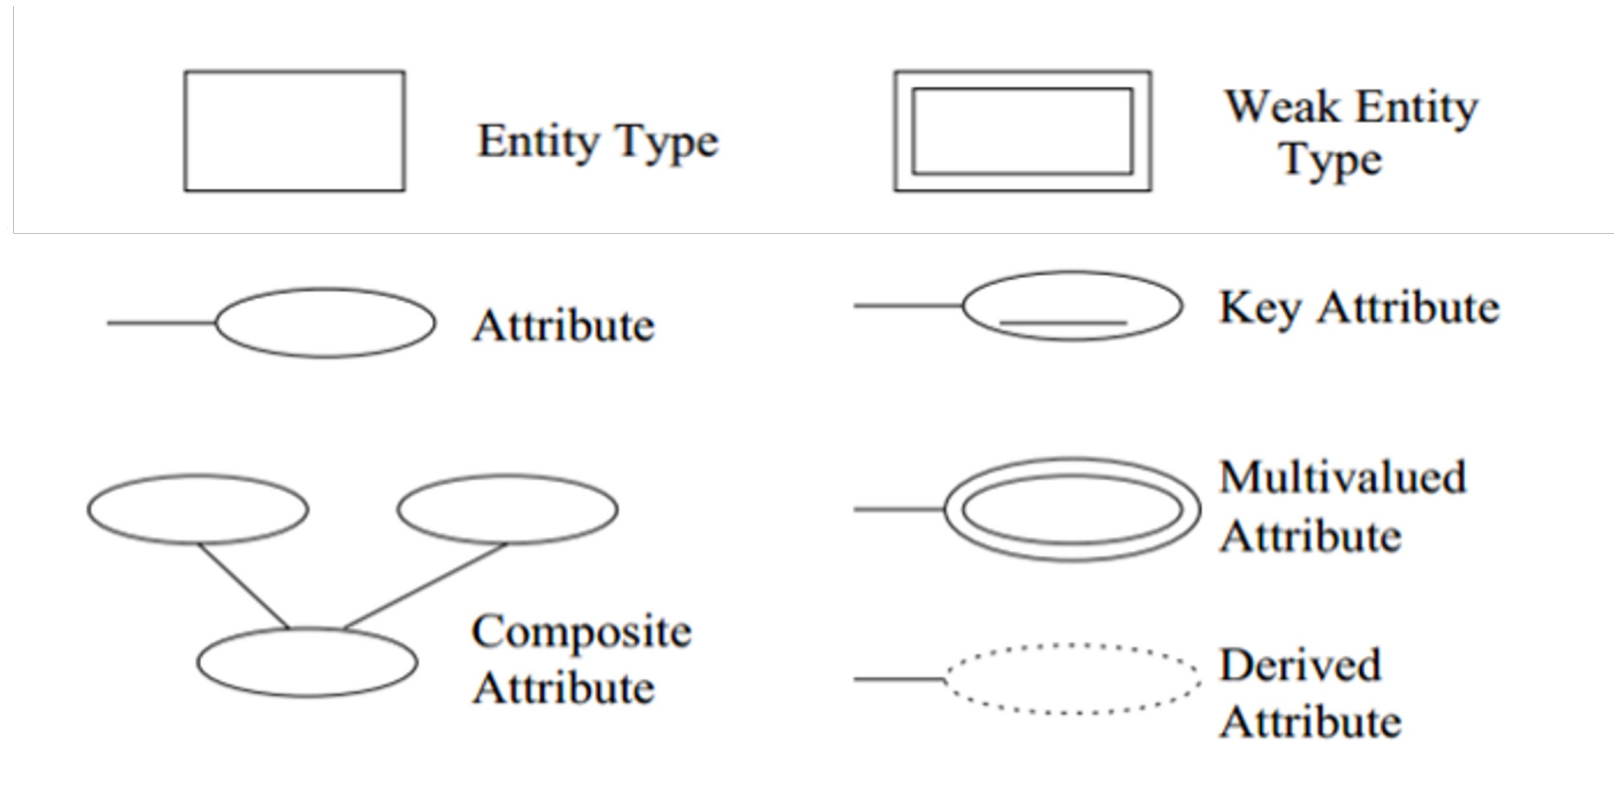 Entity Type
Weak Entity
Type
Attribute
Key Attribute
Composite
Attribute
Multivalued
Attribute
Derived
Attribute